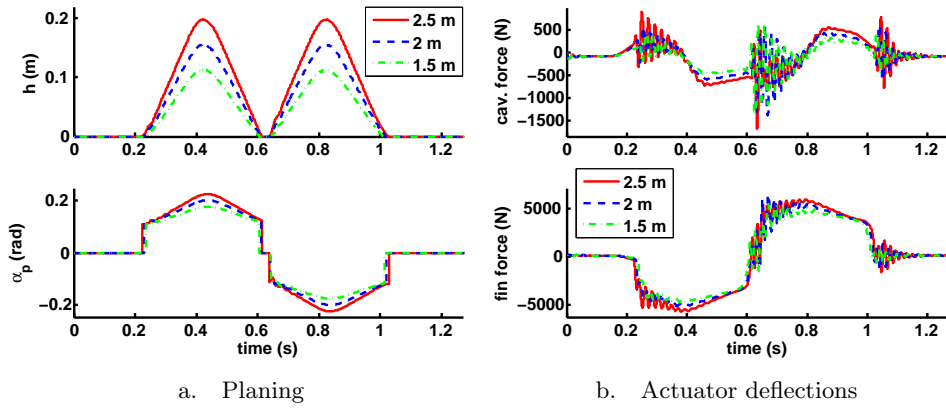 h (m)
0.2
0.1
0
0 0.2 0.4 0.6 0.8 1 1.2
2.5 m
2 m
1.5 m
αp (rad)
0.2
0
−0.2
0 0.2 0.4 0.6 0.8 1 1.2
time (s)
a. Planing
cav. force (N)
500
0
−500
−1000
−1500
0 0.2 0.4 0.6 0.8 1 1.2
2.5 m
2 m
1.5 m
fin force (N)
5000
0
−5000
0 0.2 0.4 0.6 0.8 1 1.2
time (s)
b. Actuator deflections